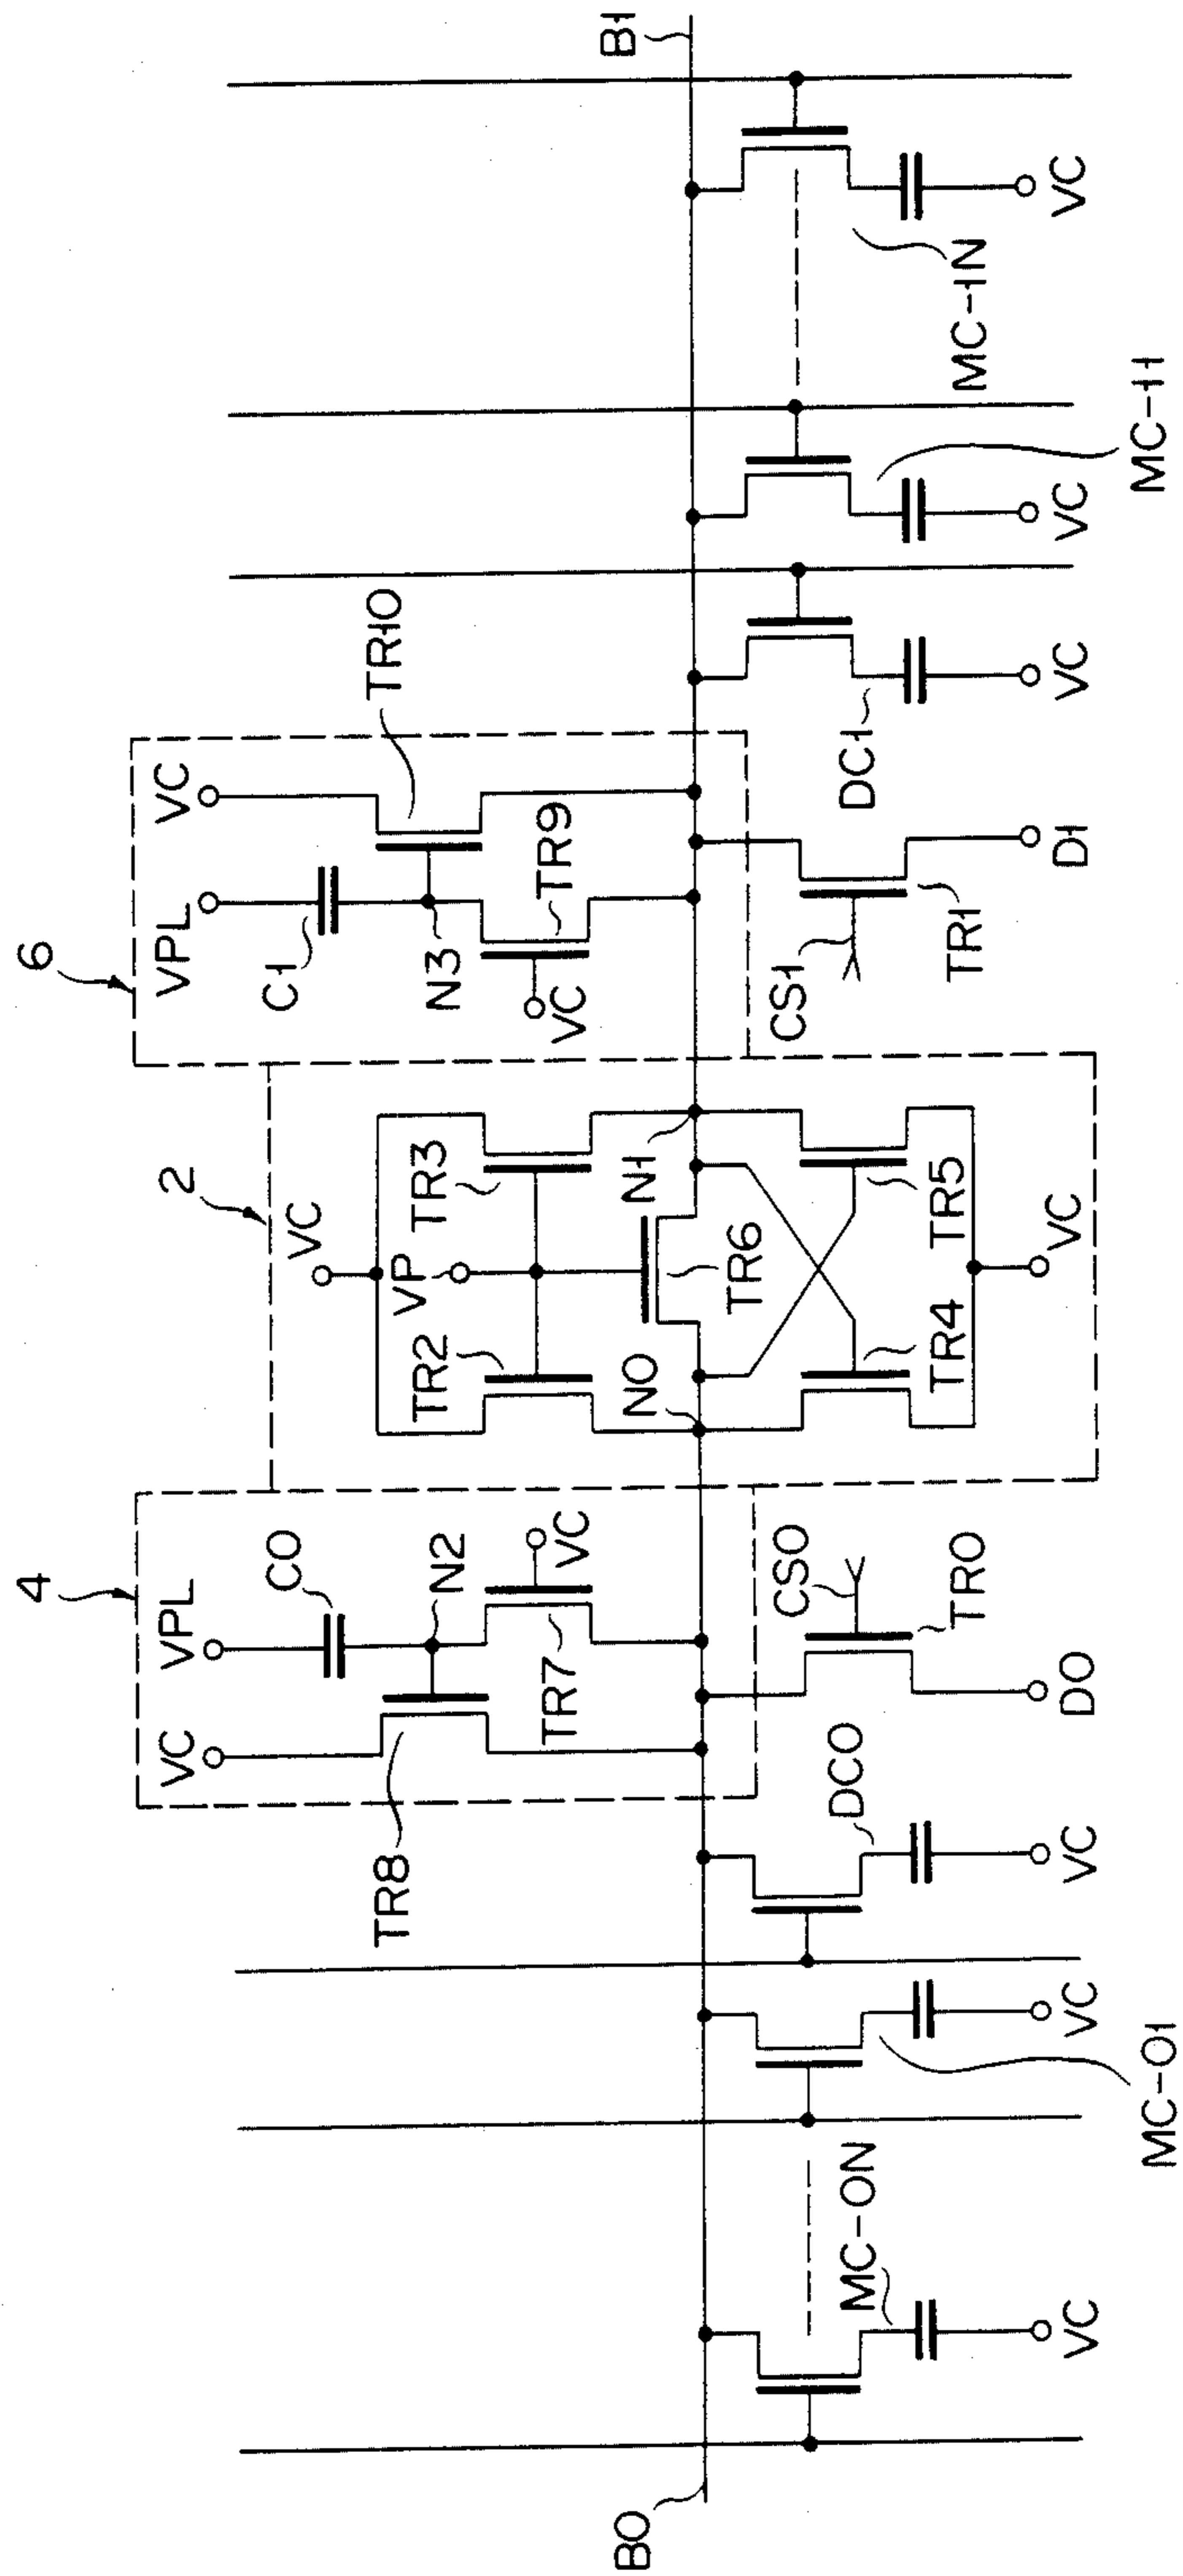 4
6
VC
VPL
2
VPL
VC
C0
VC
C1
TR8
VP
TR10
N2
TR2
TR3
N3
TR7
VC
VC
TR9
B0
N0
N1
B1
TR6
CS0
CS1
MC-0N
DC0
DC1
TR0
TR4
TR5
TR1
MC-1N
VC
VC
VC
D0
VC
D1
VC
VC
VC
MC-01
MC-11